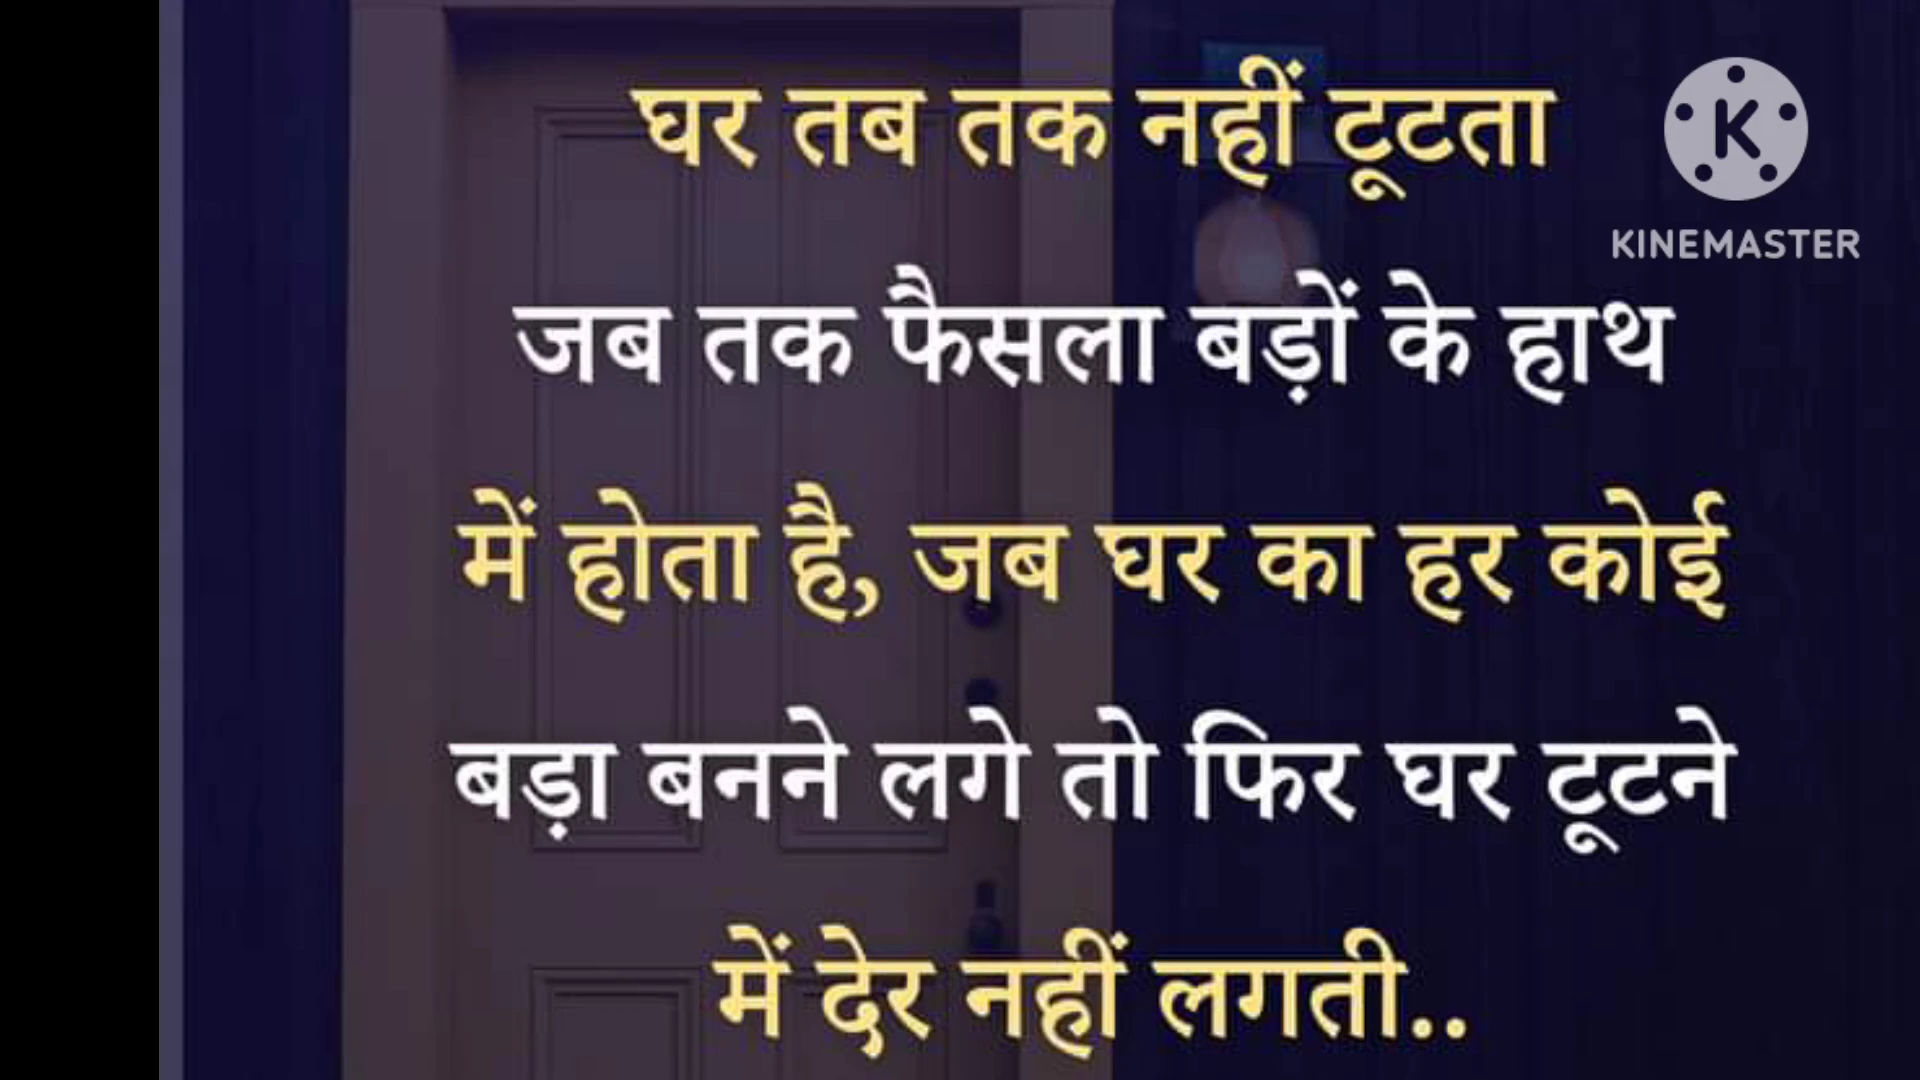 घर तब तक नहीं टूटता
जब तक फैसला बड़ों के हाथ
में होता है, जब घर का हर कोई
बड़ा बनने लगे तो फिर घर टूटने
में देर नहीं लगती..
K
KINEMASTER